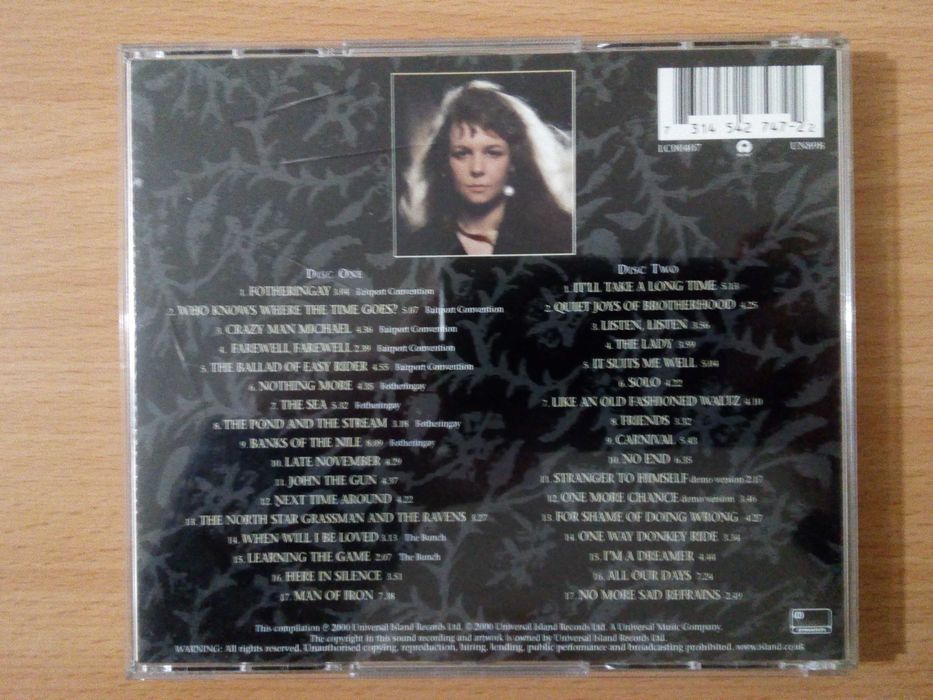 7 314 542 747-2 2
LC01407 UN898
DISC ONE
1. FOTHERINGAY 3.04 Fairport Convention
2. WHO KNOWS WHERE THE TIME GOES? 5.07 Fairport Convention
3. CRAZY MAN MICHAEL 4.36 Fairport Convention
4. FAREWELL, FAREWELL 2.39 Fairport Convention
5. THE BALLAD OF EASY RIDER 4.55 Fairport Convention
6. NOTHING MORE 4.35 Fotheringay
7. THE SEA 5.32 Fotheringay
8. THE POND AND THE STREAM 3.18 Fotheringay
9. BANKS OF THE NILE 8.09 Fotheringay
10. LATE NOVEMBER 4.29
11. JOHN THE GUN 4.37
12. NEXT TIME AROUND 4.22
13. THE NORTH STAR GRASSMAN AND THE RAVENS 3.27
14. WHEN WILL I BE LOVED 3.13 The Bunch
15. LEARNING THE GAME 2.07 The Bunch
16. HERE IN SILENCE 3.51
17. MAN OF IRON 7.38
DISC TWO
1. IT'LL TAKE A LONG TIME 5.13
2. QUIET JOYS OF BROTHERHOOD 4.25
3. LISTEN, LISTEN 3.56
4. THE LADY 3.59
5. IT SUITS ME WELL 5.04
6. SOLO 4.22
7. LIKE AN OLD FASHIONED WALTZ 4.10
8. FRIENDS 3.32
9. CARNIVAL 5.43
10. NO END 6.35
11. STRANGER TO HIMSELF demo version 2.17
12. ONE MORE CHANCE demo version 3.46
13. FOR SHAME OF DOING WRONG 4.27
14. ONE WAY DONKEY RIDE 3.34
15. I'M A DREAMER 4.44
16. ALL OUR DAYS 7.24
17. NO MORE SAD REFRAINS 2.49
This compilation ℗ 2000 Universal Island Records Ltd. © 2000 Universal Island Records Ltd. A Universal Music Company.
The copyright in this sound recording and artwork is owned by Universal Island Records Ltd.
WARNING: All rights reserved. Unauthorised copying, reproduction, hiring, lending, public performance and broadcasting prohibited. www.island.co.uk